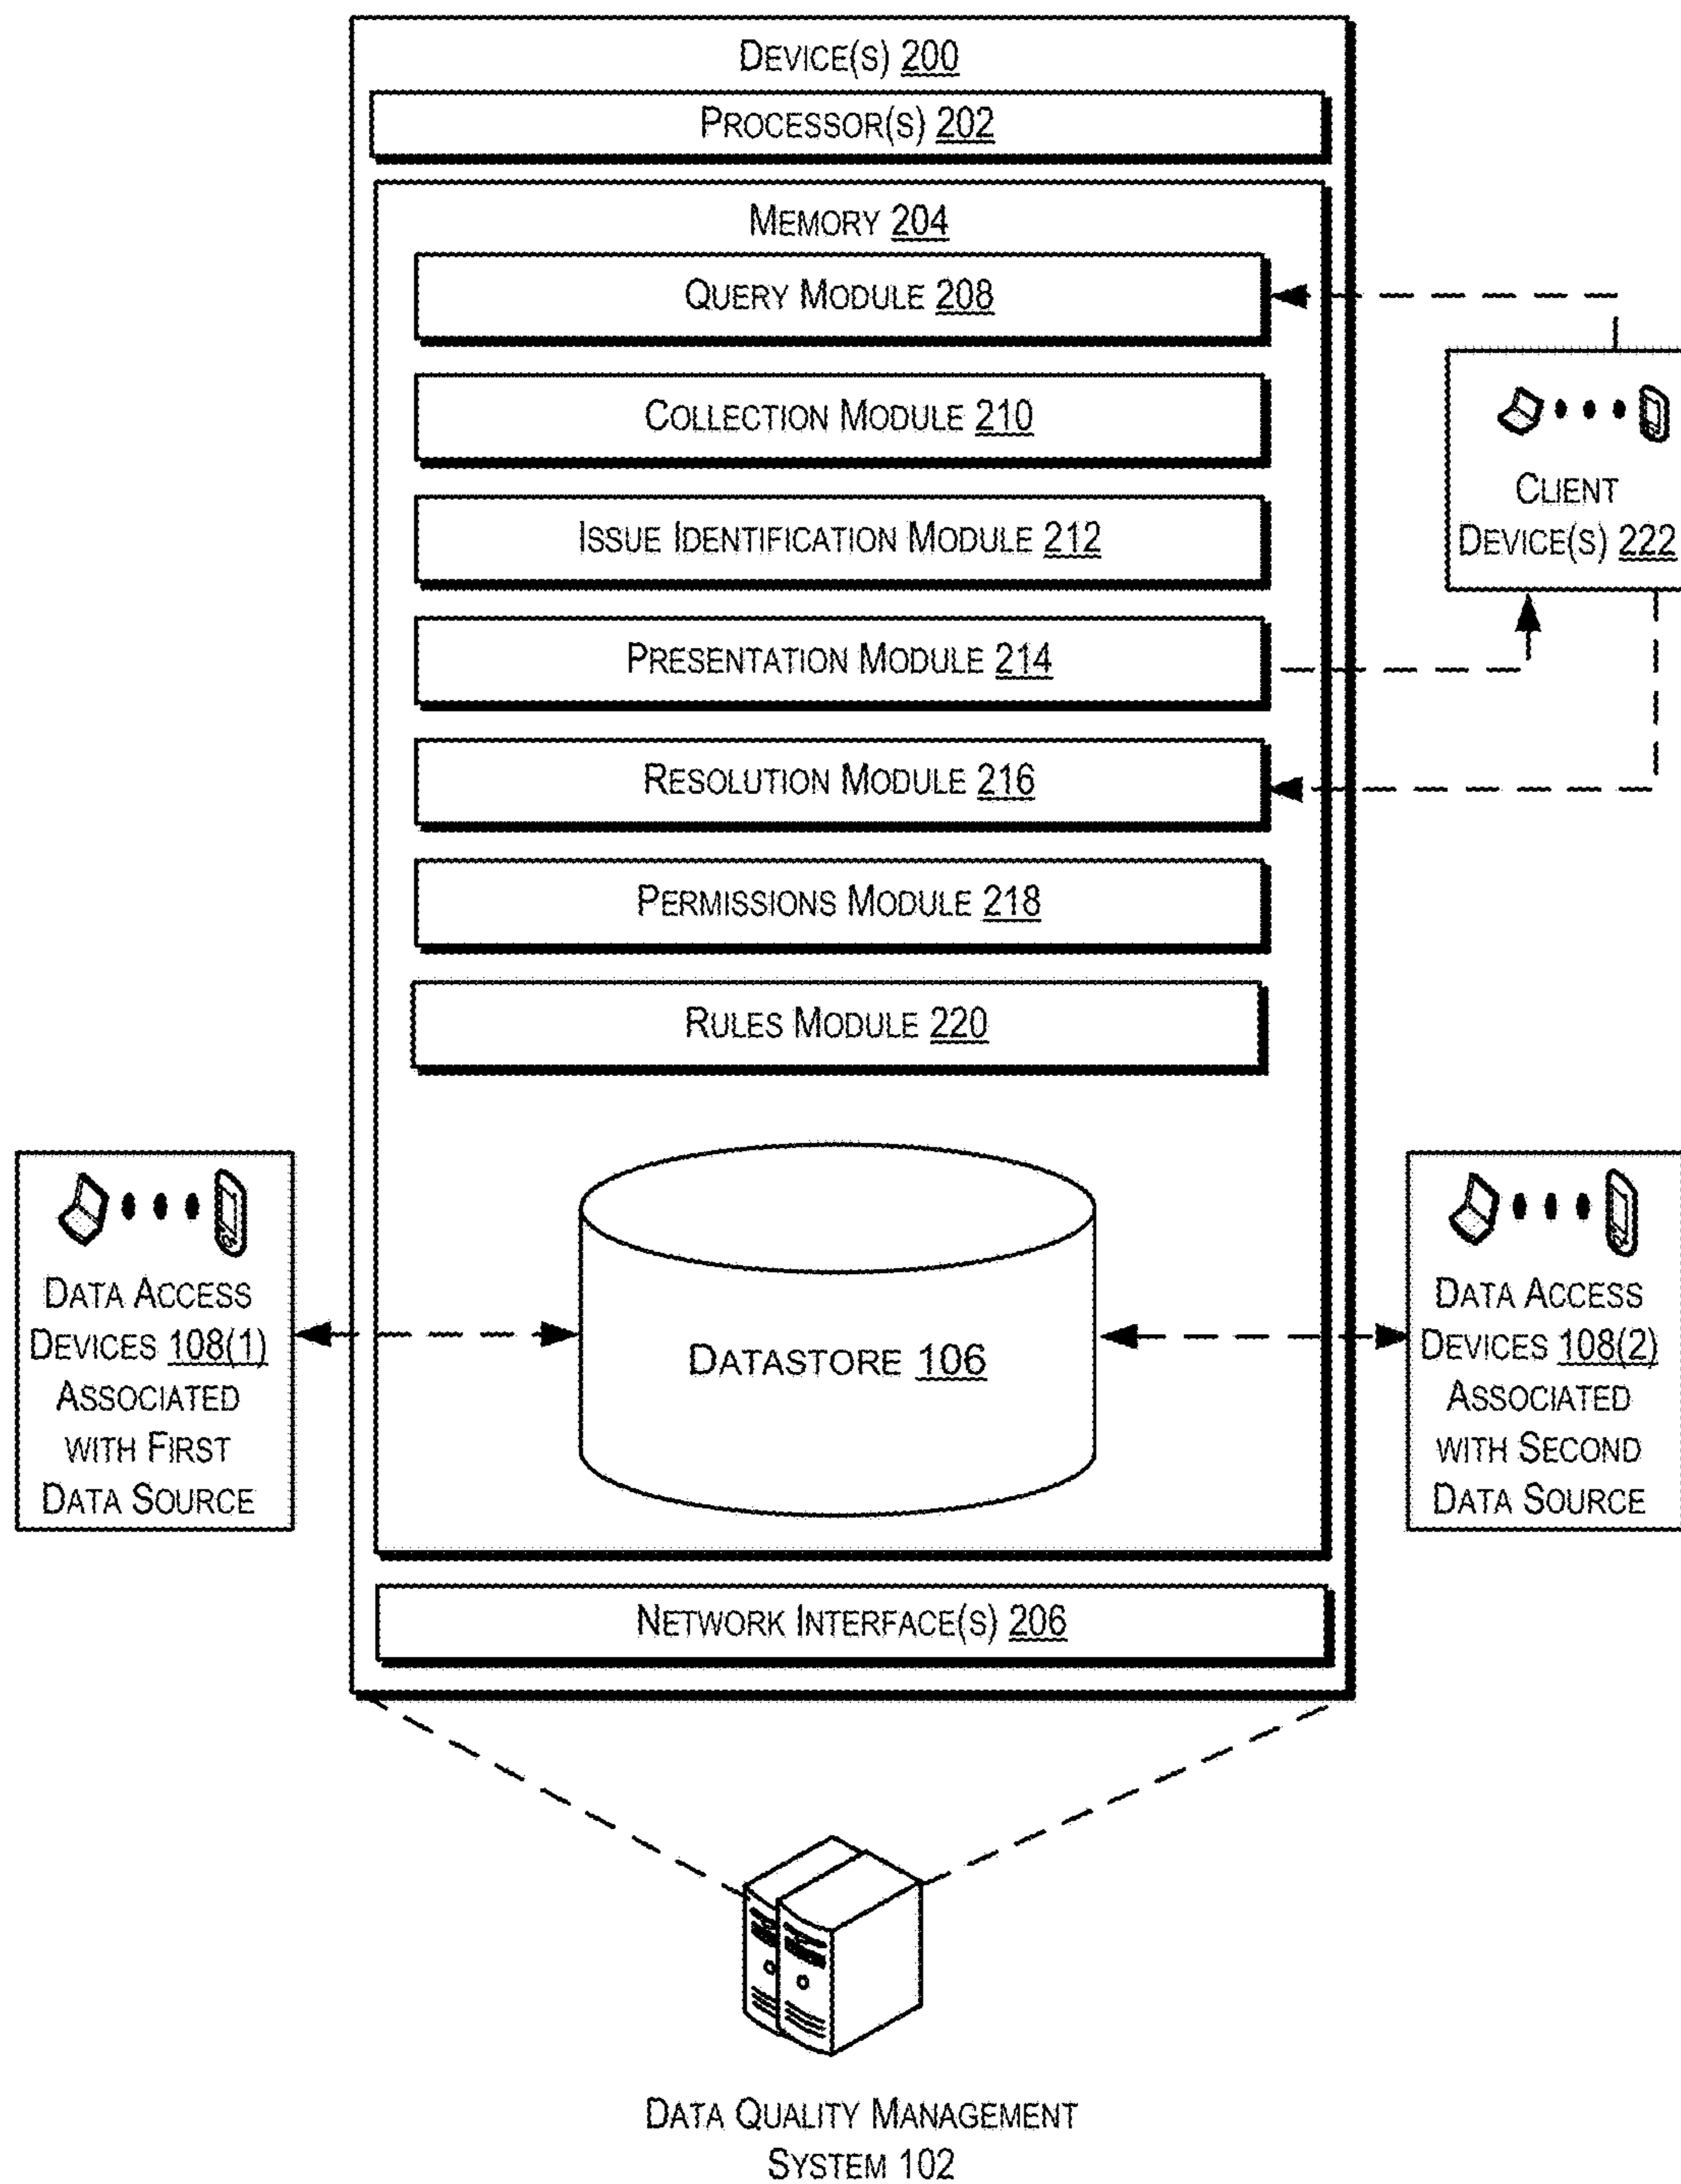 DEVICE(S) 200
PROCESSOR(S) 202
MEMORY 204
QUERY MODULE 208
COLLECTION MODULE 210
ISSUE IDENTIFICATION MODULE 212
PRESENTATION MODULE 214
RESOLUTION MODULE 216
PERMISSIONS MODULE 218
RULES MODULE 220
CLIENT
DEVICE(S) 222
DATA ACCESS
DEVICES 108(1)
ASSOCIATED
WITH FIRST
DATA SOURCE
DATASTORE 106
DATA ACCESS
DEVICES 108(2)
ASSOCIATED
WITH SECOND
DATA SOURCE
NETWORK INTERFACE(S) 206
DATA QUALITY MANAGEMENT
SYSTEM 102